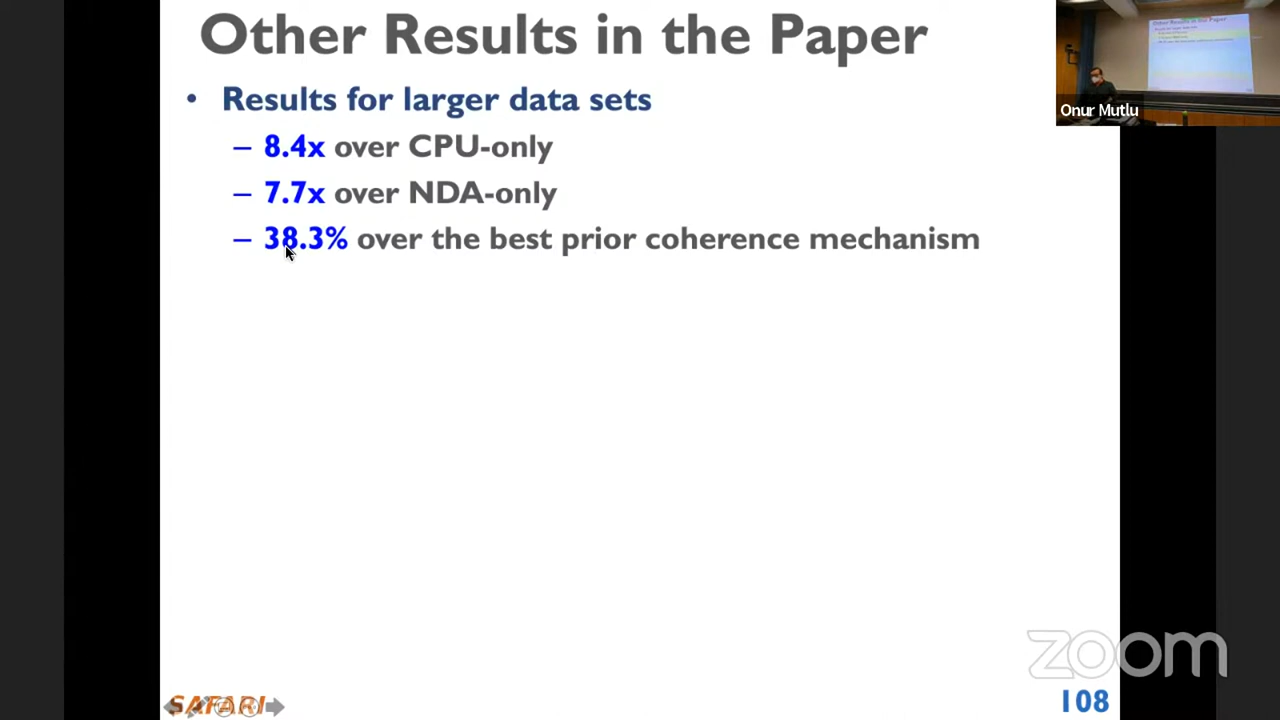 Other Results in the Paper
• Results for larger data sets
– 8.4x over CPU-only
– 7.7x over NDA-only
– 38.3% over the best prior coherence mechanism
Onur Mutlu
zoom
SAFARI
108